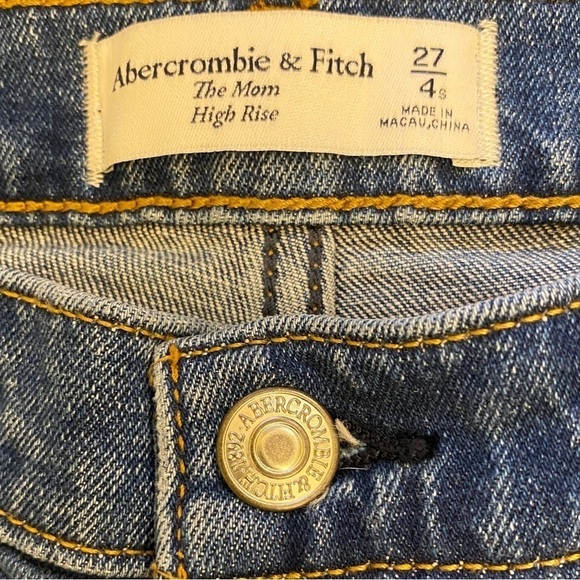 Abercrombie & Fitch
The Mom
High Rise
27
4s
MADE IN
MACAU,CHINA
ABERCROMBIE & FITCH·1892